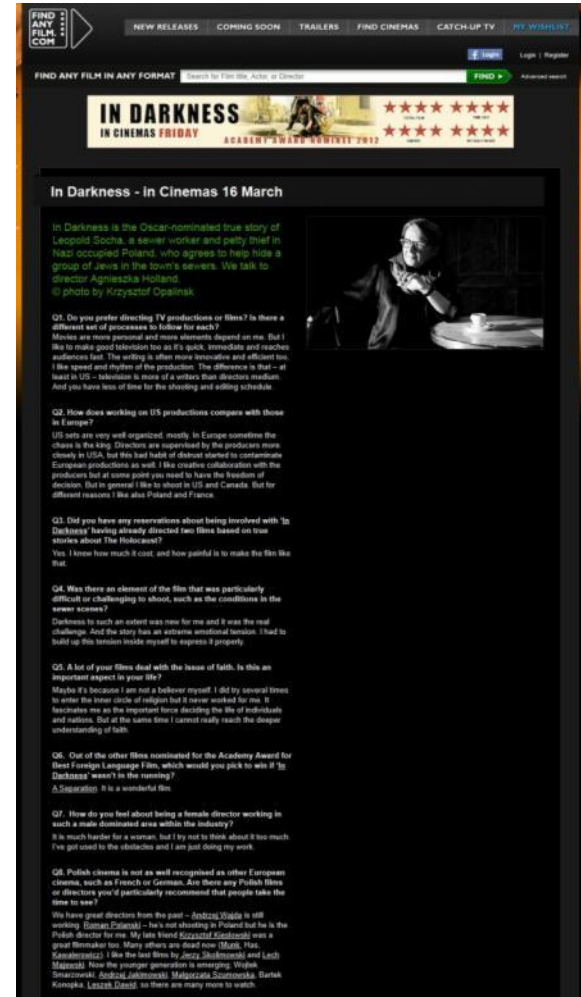 FIND
ANY
FILM.
COM
NEW RELEASES COMING SOON TRAILERS FIND CINEMAS CATCH-UP TV MY WISHLIST
f Login Login | Register
FIND ANY FILM IN ANY FORMAT Search for Film title, Actor, or Director FIND Advanced search
IN DARKNESS
IN CINEMAS FRIDAY
ACADEMY AWARD NOMINEE 2012
In Darkness - in Cinemas 16 March
In Darkness is the Oscar-nominated true story of
Leopold Socha, a sewer worker and petty thief in
Nazi occupied Poland, who agrees to help hide a
group of Jews in the town's sewers. We talk to
director Agnieszka Holland.
© photo by Krzysztof Opalinsk
Q1. Do you prefer directing TV productions or films? Is there a
different set of processes to follow for each?
Movies are more personal and more elements depend on me. But I
like to make good television too as it's quick, immediate and reaches
audiences fast. The writing is often more innovative and efficient too.
I like speed and rhythm of the production. The difference is that – at
least in US – television is more of a writers than directors medium.
And you have less of time for the shooting and editing schedule.
Q2. How does working on US productions compare with those
in Europe?
US sets are very well organized, mostly. In Europe sometime the
chaos is the king. Directors are supervised by the producers more
closely in USA, but this bad habit of distrust started to contaminate
European productions as well. I like creative collaboration with the
producers but at some point you need to have the freedom of
decision. But in general I like to shoot in US and Canada. But for
different reasons I like also Poland and France.
Q3. Did you have any reservations about being involved with 'In
Darkness' having already directed two films based on true
stories about The Holocaust?
Yes. I knew how much it cost, and how painful is to make the film like
that.
Q4. Was there an element of the film that was particularly
difficult or challenging to shoot, such as the conditions in the
sewer scenes?
Darkness to such an extent was new for me and it was the real
challenge. And the story has an extreme emotional tension. I had to
build up this tension inside myself to express it properly.
Q5. A lot of your films deal with the issue of faith. Is this an
important aspect in your life?
Maybe it's because I am not a believer myself. I did try several times
to enter the inner circle of religion but it never worked for me. It
fascinates me as the important force deciding the life of individuals
and nations. But at the same time I cannot really reach the deeper
understanding of faith.
Q6. Out of the other films nominated for the Academy Award for
Best Foreign Language Film, which would you pick to win if 'In
Darkness' wasn't in the running?
A Separation. It is a wonderful film
Q7. How do you feel about being a female director working in
such a male dominated area within the industry?
It is much harder for a woman, but I try not to think about it too much.
I've got used to the obstacles and I am just doing my work.
Q8. Polish cinema is not as well recognised as other European
cinema, such as French or German. Are there any Polish films
or directors you'd particularly recommend that people take the
time to see?
We have great directors from the past – Andrzej Wajda is still
working. Roman Polanski – he's not shooting in Poland but he is the
Polish director for me. My late friend Krzysztof Kieslowski was a
great filmmaker too. Many others are dead now (Munk, Has,
Kawalerowicz). I like the last films by Jerzy Skolimowski and Lech
Majewski. Now the younger generation is emerging; Wojtek
Smarzowski, Andrzej Jakimowski, Malgorzata Szumowska, Bartek
Konopka, Leszek Dawid, so there are many more to watch.